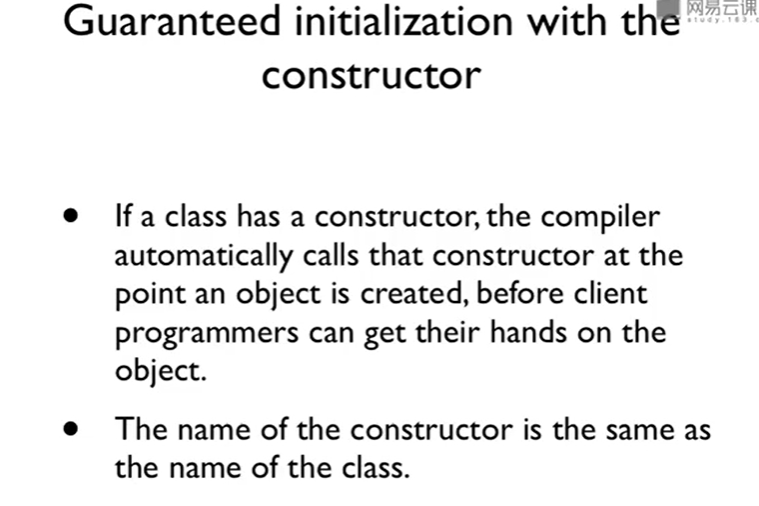 Guaranteed initialization with the
constructor
网易云课
study.163.c
• If a class has a constructor, the compiler
automatically calls that constructor at the
point an object is created, before client
programmers can get their hands on the
object.
• The name of the constructor is the same as
the name of the class.